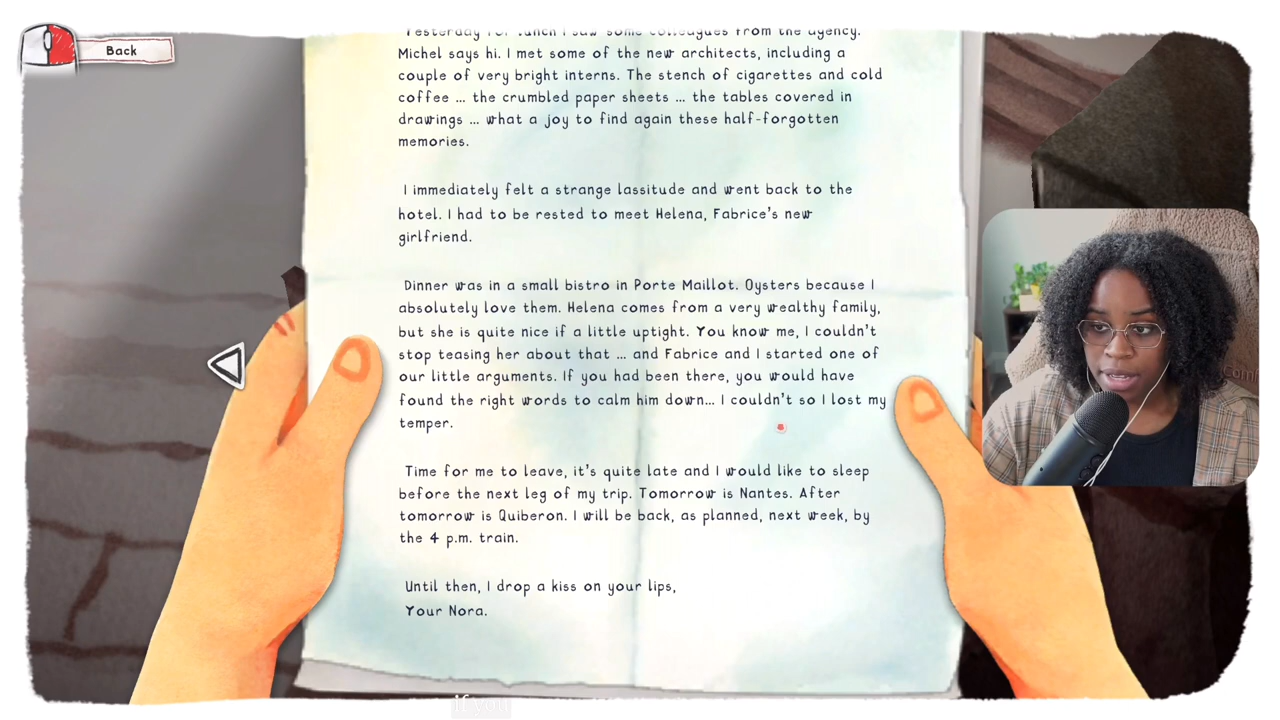 Back
Yesterday for lunch I saw some colleagues from the agency.
Michel says hi. I met some of the new architects, including a
couple of very bright interns. The stench of cigarettes and cold
coffee ... the crumbled paper sheets ... the tables covered in
drawings ... what a joy to find again these half-forgotten
memories.
I immediately felt a strange lassitude and went back to the
hotel. I had to be rested to meet Helena, Fabrice's new
girlfriend.
Dinner was in a small bistro in Porte Maillot. Oysters because I
absolutely love them. Helena comes from a very wealthy family,
but she is quite nice if a little uptight. You know me, I couldn't
stop teasing her about that ... and Fabrice and I started one of
our little arguments. If you had been there, you would have
found the right words to calm him down... I couldn't so I lost my
temper.
Time for me to leave, it's quite late and I would like to sleep
before the next leg of my trip. Tomorrow is Nantes. After
tomorrow is Quiberon. I will be back, as planned, next week, by
the 4 p.m. train.
Until then, I drop a kiss on your lips,
Your Nora.